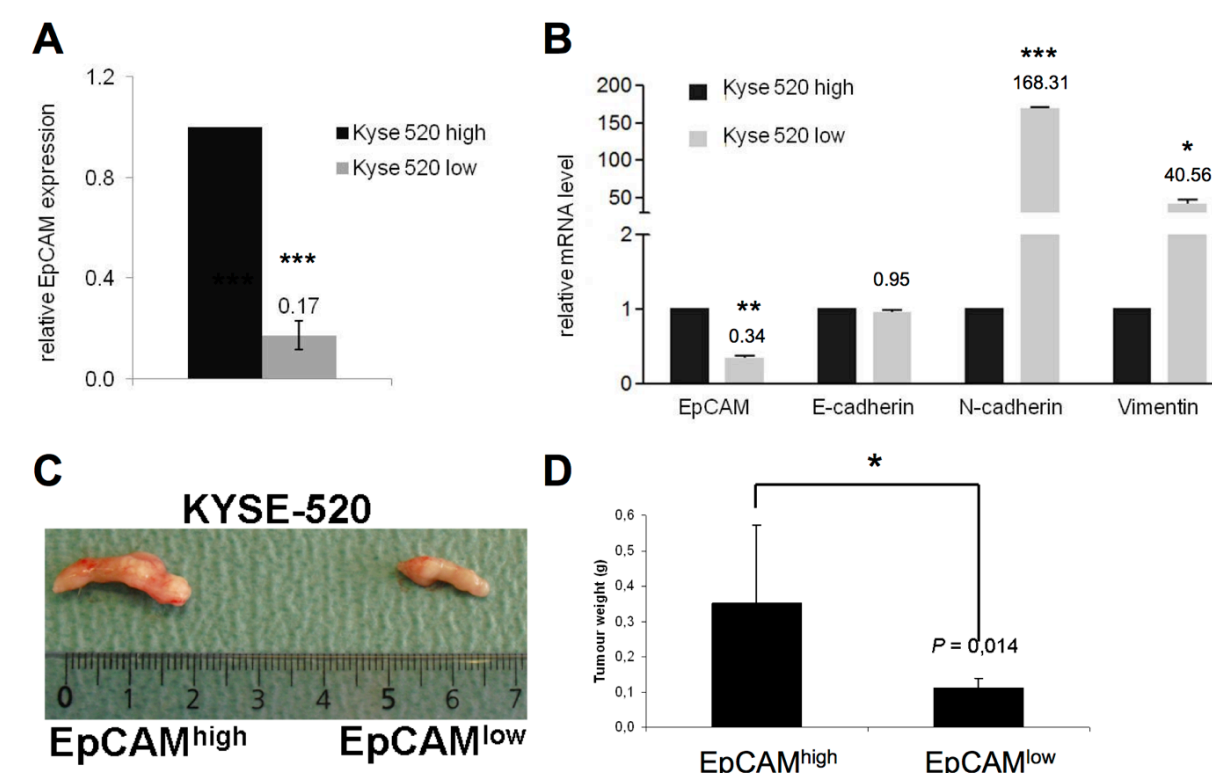 A
relative EpCAM expression
1.2
0.8
0.4
0.0
Kyse 520 high
Kyse 520 low
***
***
0.17
B
relative mRNA level
200
150
100
50
2
1
0
Kyse 520 high
Kyse 520 low
**
0.34
0.95
***
168.31
*
40.56
EpCAM
E-cadherin
N-cadherin
Vimentin
C
KYSE-520
0 1 2 3 4 5 6 7
EpCAMhigh
EpCAMlow
D
*
Tumour weight (g)
0,6
0,5
0,4
0,3
0,2
0,1
0,0
P = 0,014
EpCAMhigh
EpCAMlow